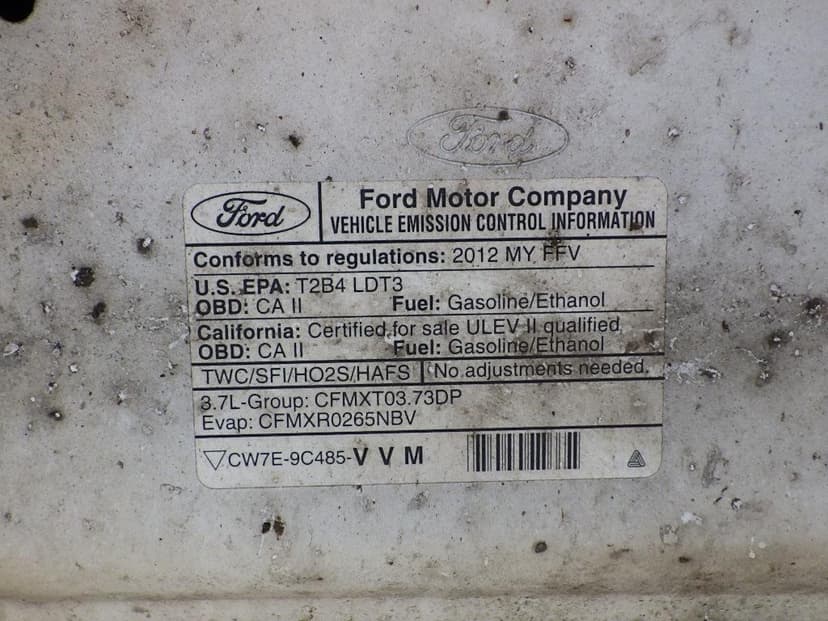 Ford
Ford
Ford Motor Company
VEHICLE EMISSION CONTROL INFORMATION
Conforms to regulations: 2012 MY FFV
U.S. EPA: T2B4 LDT3
OBD: CA II Fuel: Gasoline/Ethanol
California: Certified for sale ULEV II qualified
OBD: CA II Fuel: Gasoline/Ethanol
TWC/SFI/HO2S/HAFS No adjustments needed.
3.7L-Group: CFMXT03.73DP
Evap: CFMXR0265NBV
CW7E-9C485-V V M